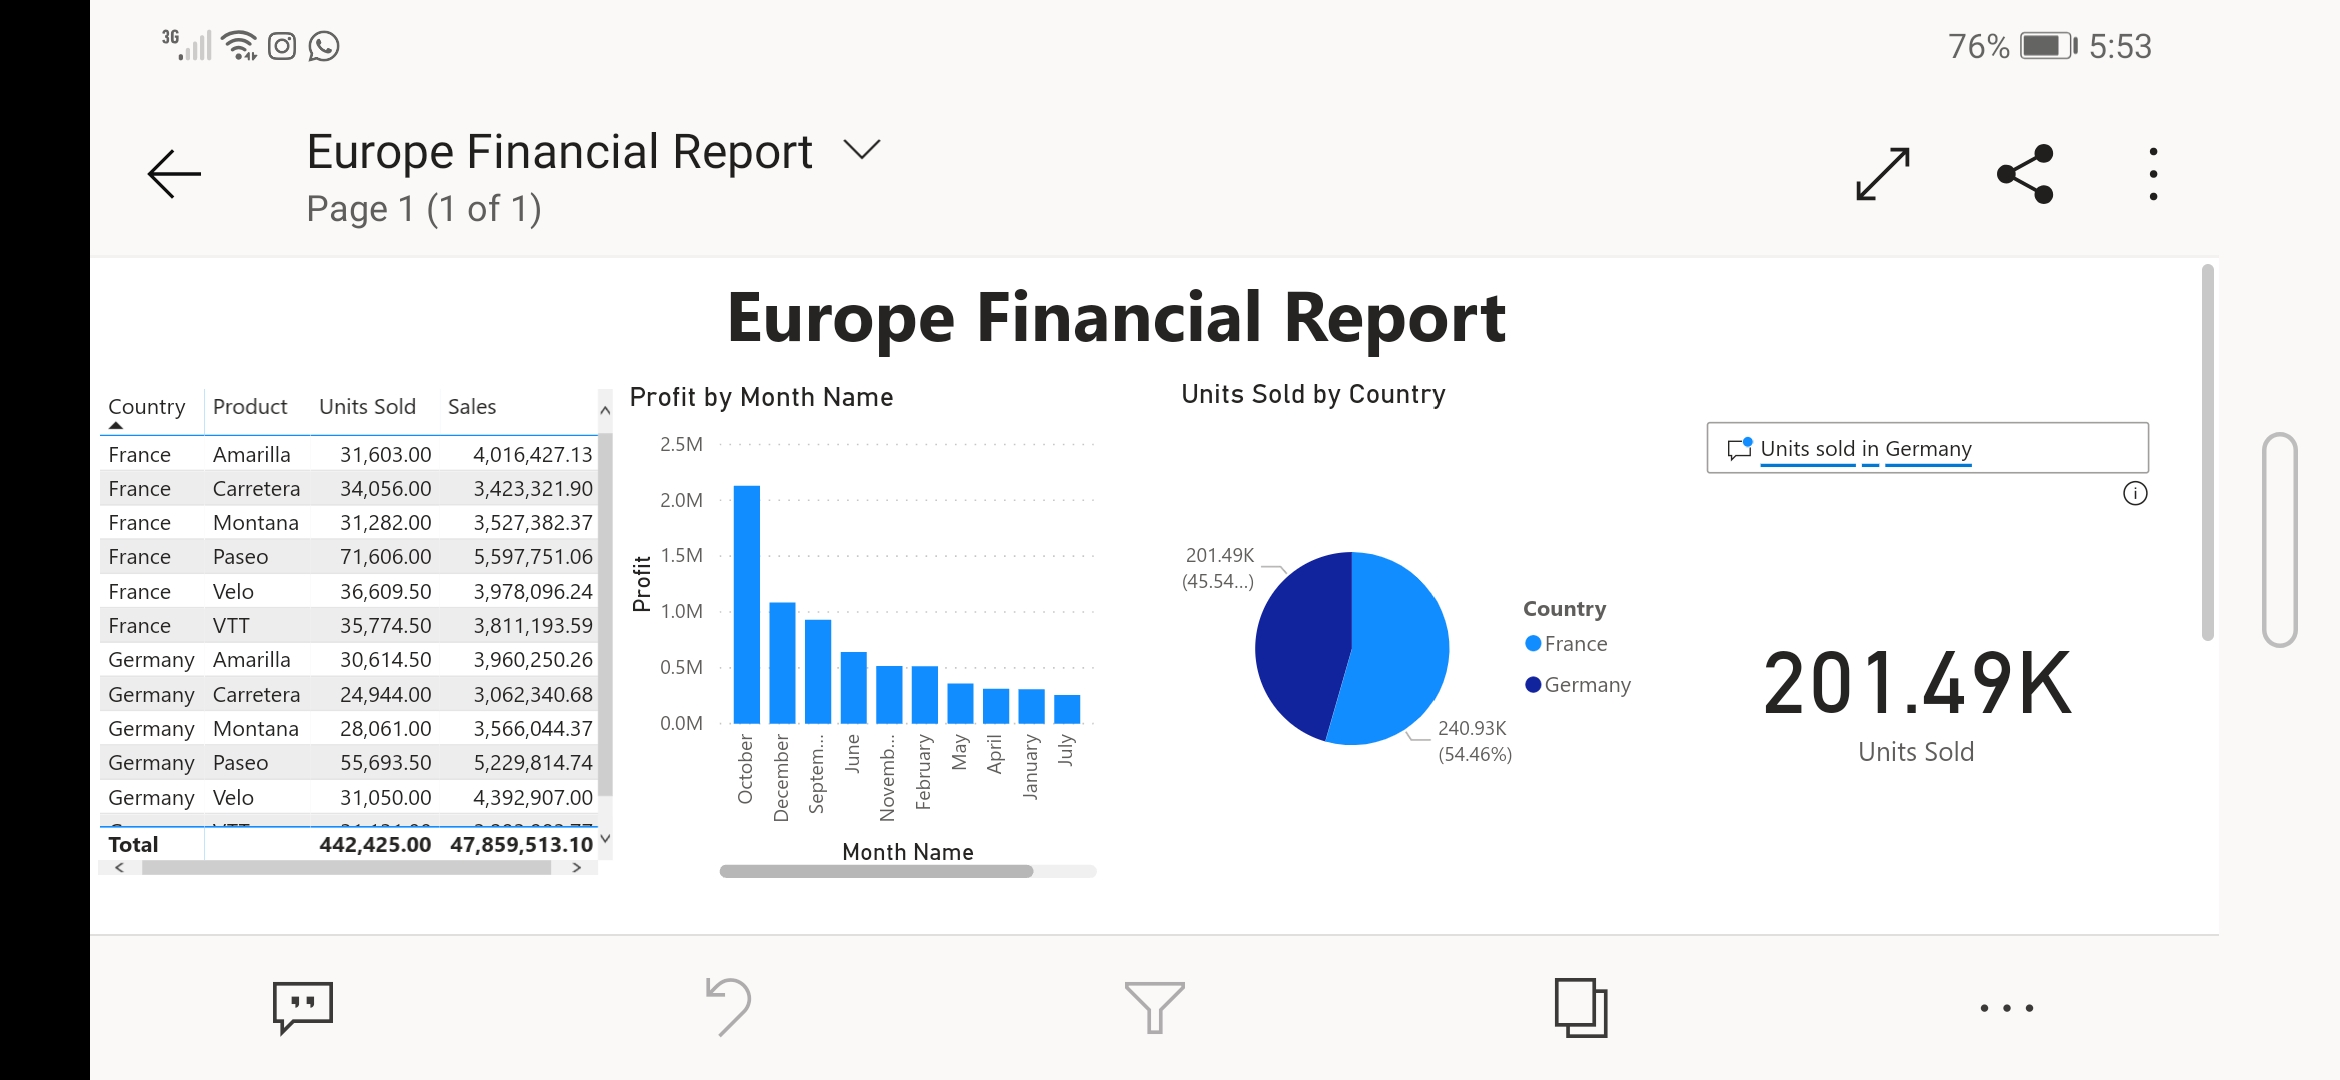 3G
76% 5:53
Europe Financial Report
Page 1 (1 of 1)
Europe Financial Report
Country Product Units Sold Sales
France Amarilla 31,603.00 4,016,427.13
France Carretera 34,056.00 3,423,321.90
France Montana 31,282.00 3,527,382.37
France Paseo 71,606.00 5,597,751.06
France Velo 36,609.50 3,978,096.24
France VTT 35,774.50 3,811,193.59
Germany Amarilla 30,614.50 3,960,250.26
Germany Carretera 24,944.00 3,062,340.68
Germany Montana 28,061.00 3,566,044.37
Germany Paseo 55,693.50 5,229,814.74
Germany Velo 31,050.00 4,392,907.00
Total 442,425.00 47,859,513.10
Profit by Month Name
Profit
2.5M
2.0M
1.5M
1.0M
0.5M
0.0M
October
December
Septem...
June
Novemb...
February
May
April
January
July
Month Name
Units Sold by Country
201.49K
(45.54...)
240.93K
(54.46%)
Country
France
Germany
Units sold in Germany
201.49K
Units Sold